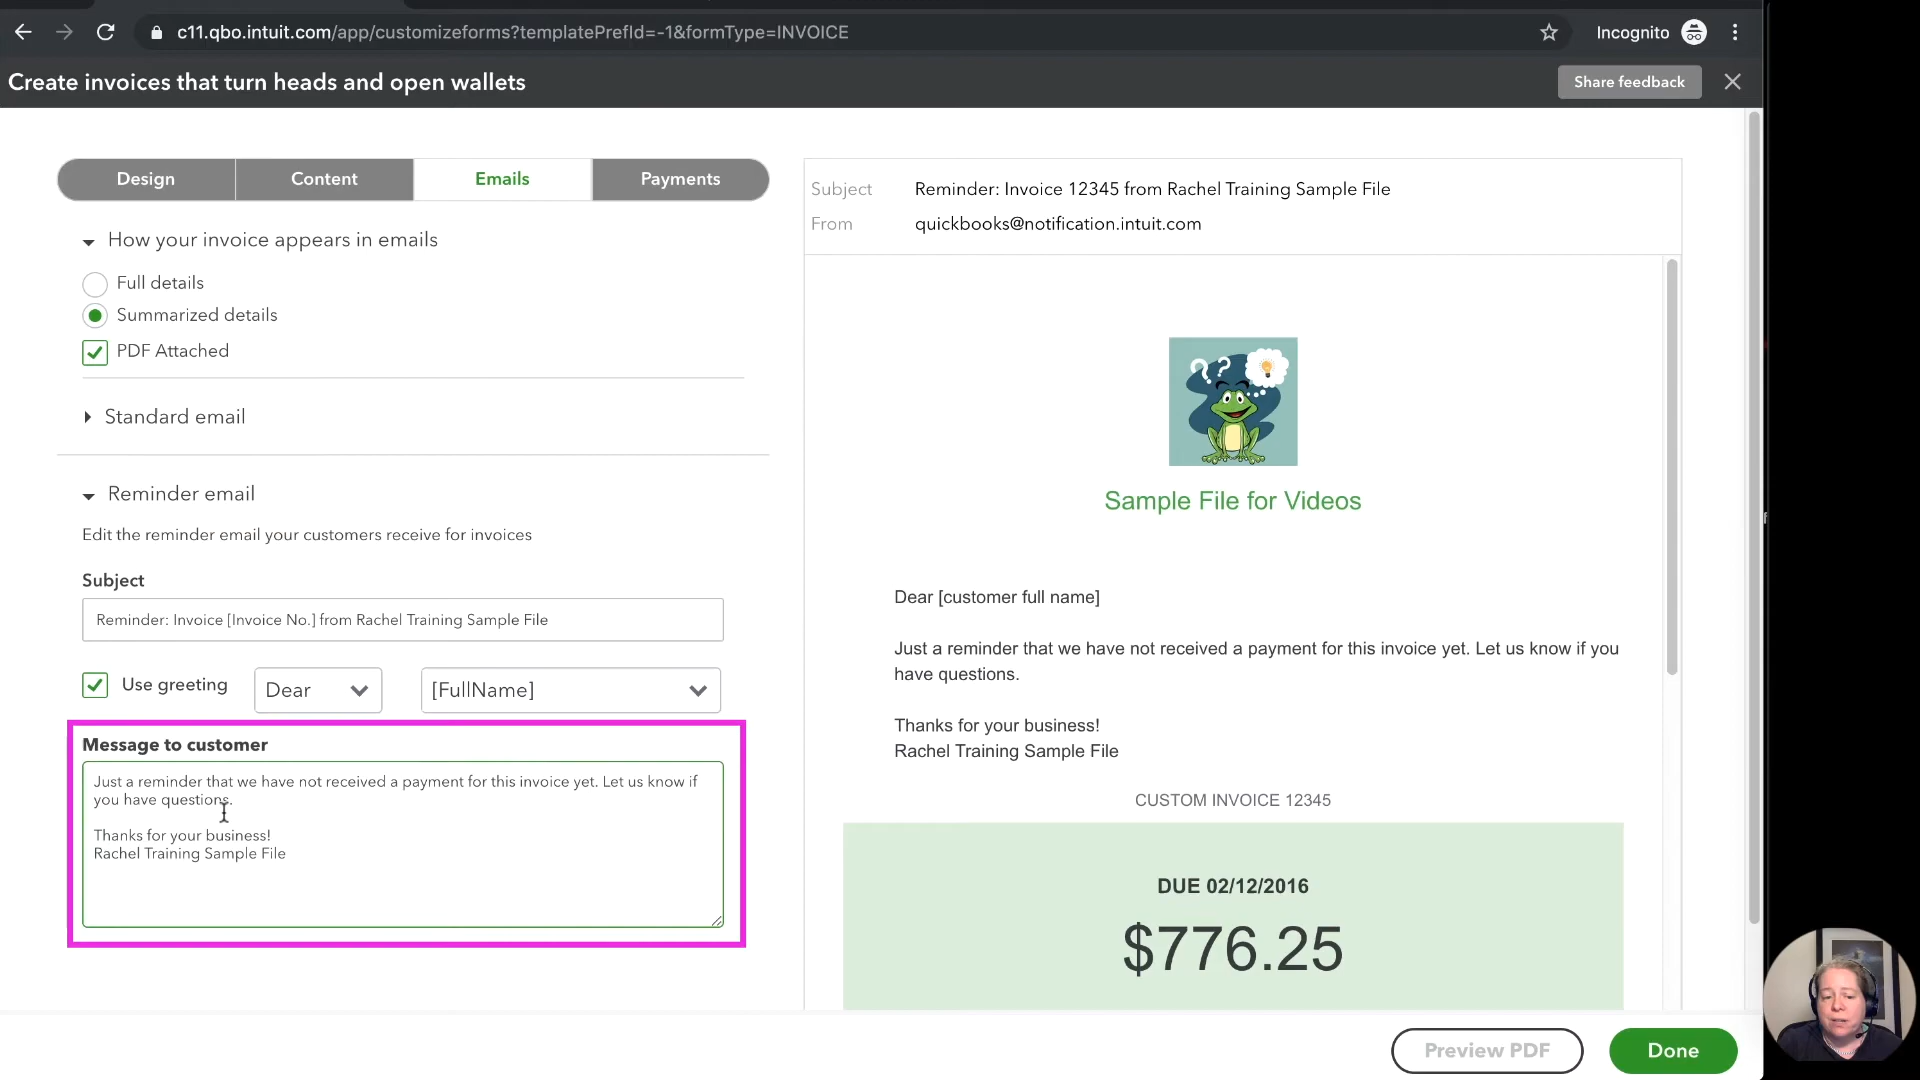 c11.qbo.intuit.com/app/customizeforms?templatePrefId=-1&formType=INVOICE
Incognito
Create invoices that turn heads and open wallets
Share feedback
Design
Content
Emails
Payments
How your invoice appears in emails
Full details
Summarized details
PDF Attached
Standard email
Reminder email
Edit the reminder email your customers receive for invoices
Subject
Reminder: Invoice [Invoice No.] from Rachel Training Sample File
Use greeting
Dear
[FullName]
Message to customer
Just a reminder that we have not received a payment for this invoice yet. Let us know if
you have questions.
Thanks for your business!
Rachel Training Sample File
Subject
Reminder: Invoice 12345 from Rachel Training Sample File
From
quickbooks@notification.intuit.com
??
Sample File for Videos
Dear [customer full name]
Just a reminder that we have not received a payment for this invoice yet. Let us know if you
have questions.
Thanks for your business!
Rachel Training Sample File
CUSTOM INVOICE 12345
DUE 02/12/2016
$776.25
Preview PDF
Done